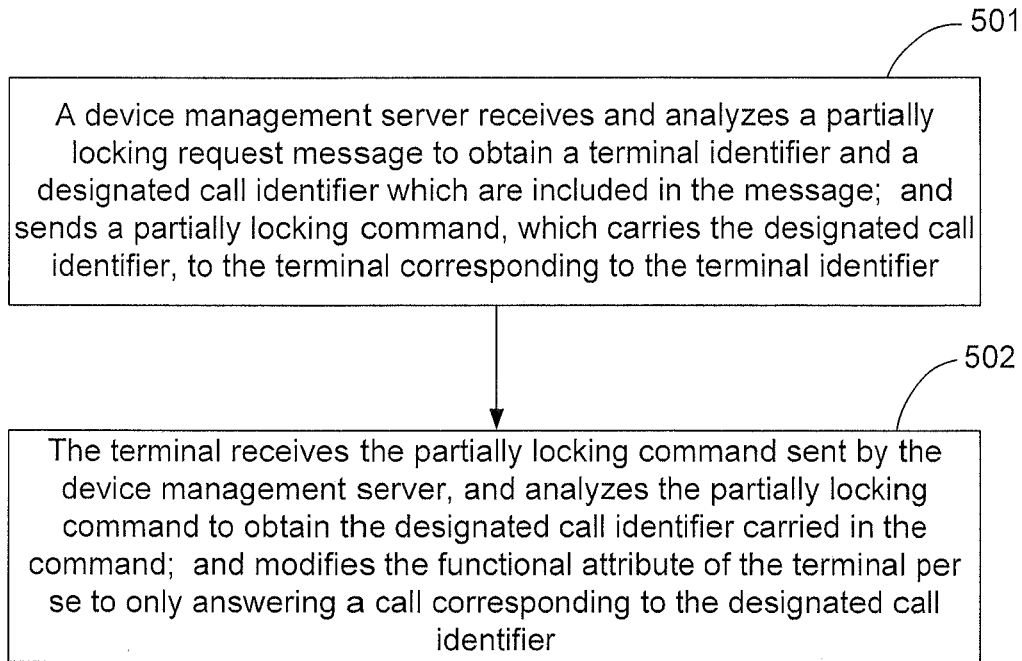 501
A device management server receives and analyzes a partially
locking request message to obtain a terminal identifier and a
designated call identifier which are included in the message; and
sends a partially locking command, which carries the designated call
identifier, to the terminal corresponding to the terminal identifier
502
The terminal receives the partially locking command sent by the
device management server, and analyzes the partially locking
command to obtain the designated call identifier carried in the
command; and modifies the functional attribute of the terminal per
se to only answering a call corresponding to the designated call
identifier